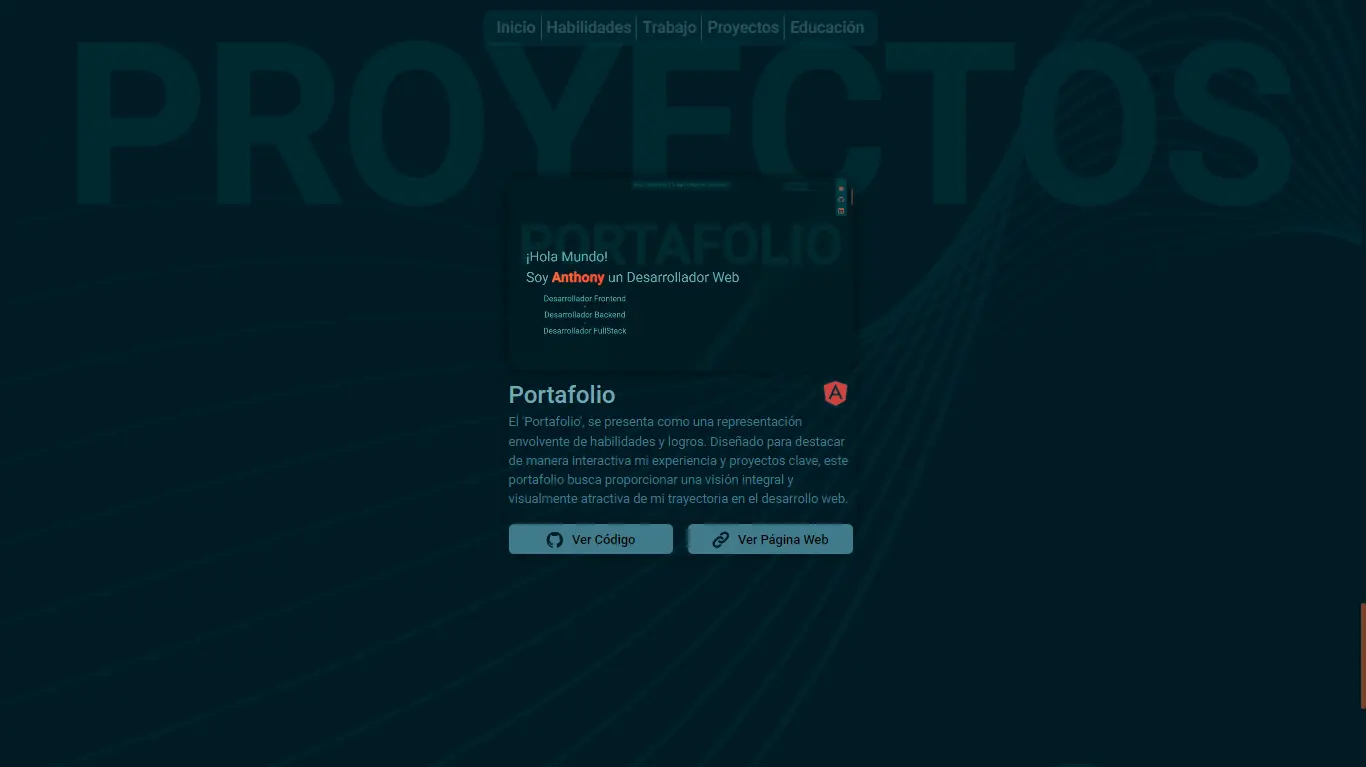 Inicio Habilidades Trabajo Proyectos Educación
PROYECTOS
PORTAFOLIO
¡Hola Mundo!
Soy Anthony un Desarrollador Web
Desarrollador Frontend
Desarrollador Backend
Desarrollador FullStack
Portafolio
El 'Portafolio', se presenta como una representación
envolvente de habilidades y logros. Diseñado para destacar
de manera interactiva mi experiencia y proyectos clave, este
portafolio busca proporcionar una visión integral y
visualmente atractiva de mi trayectoria en el desarrollo web.
Ver Código
Ver Página Web